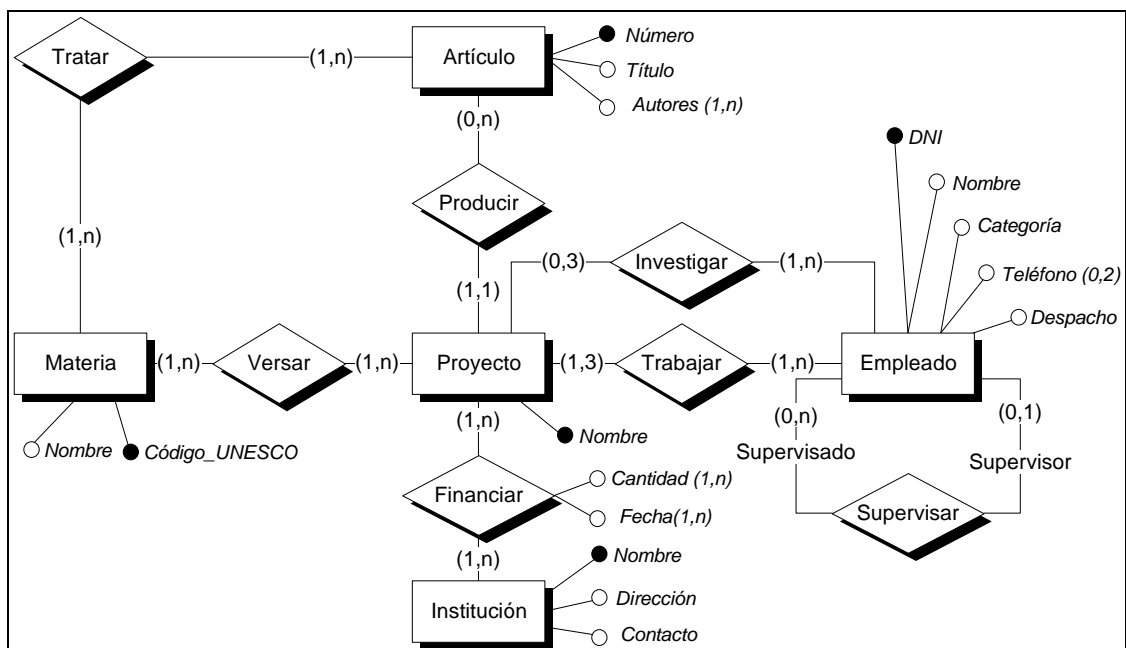 Tratar
(1,n)
Artículo
Número
Título
Autores (1,n)
(0,n)
DNI
Nombre
Categoría
Teléfono (0,2)
Despacho
Producir
(1,n)
(0,3)
Investigar
(1,n)
(1,1)
Materia
(1,n)
Versar
(1,n)
Proyecto
(1,3)
Trabajar
(1,n)
Empleado
(1,n)
(0,n)
(0,1)
Nombre
Código_UNESCO
Nombre
Supervisado
Supervisor
Financiar
Cantidad (1,n)
Fecha(1,n)
Supervisar
(1,n)
Nombre
Institución
Dirección
Contacto